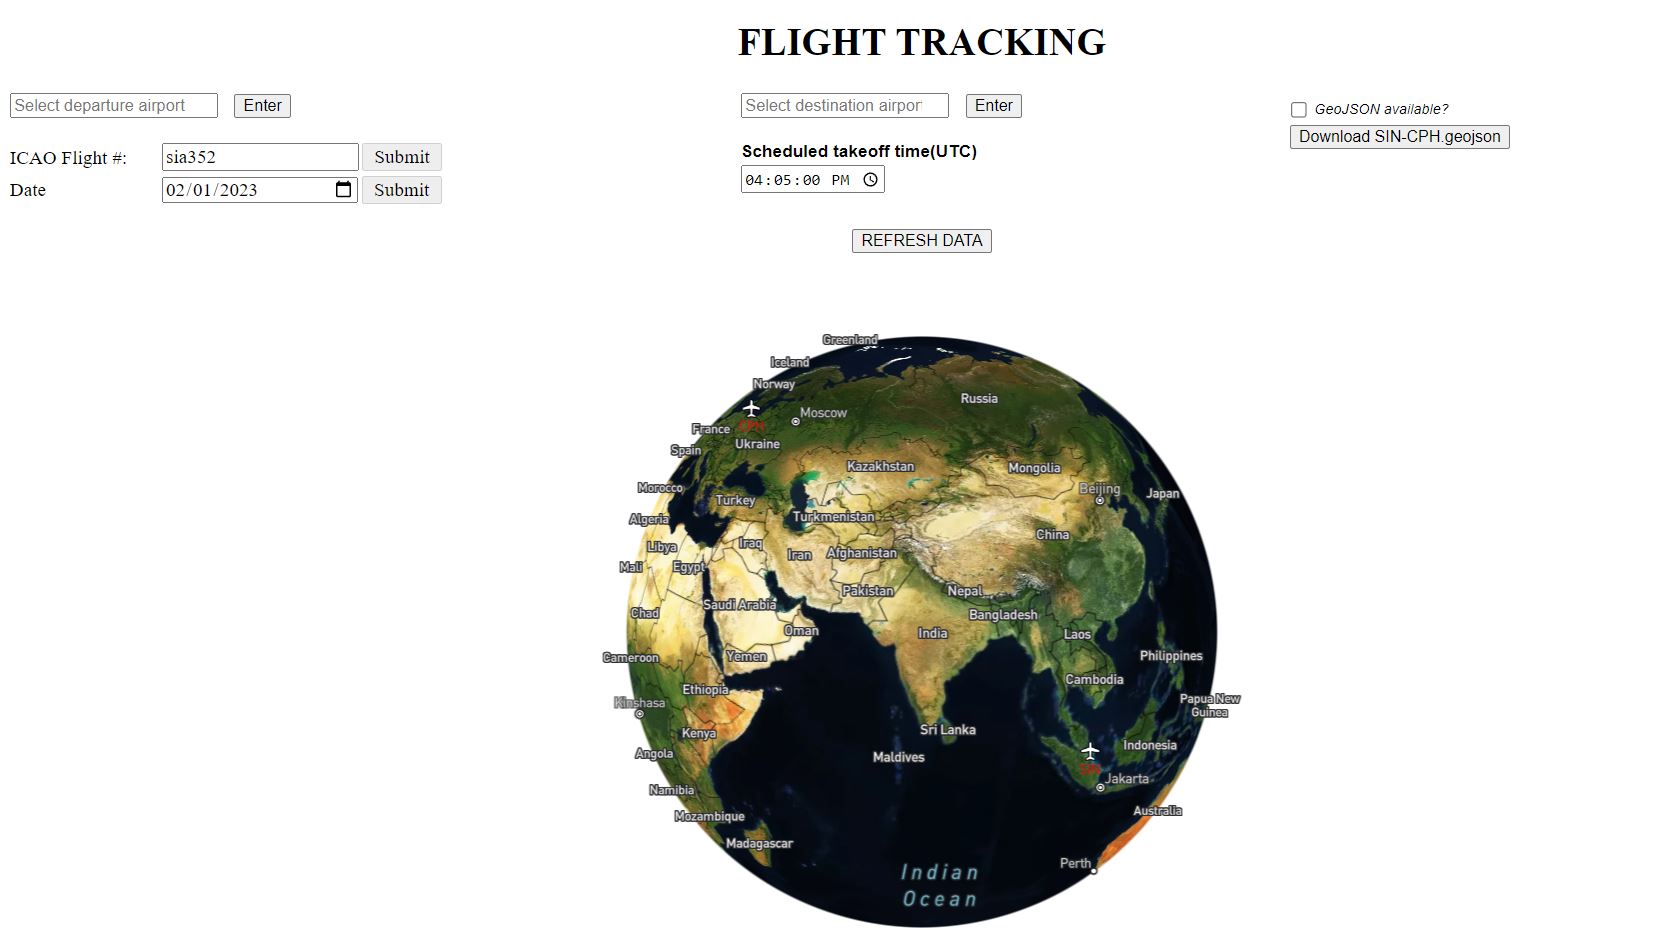 FLIGHT TRACKING
Select departure airport
Enter
Select destination airpor
Enter
GeoJSON available?
Download SIN-CPH.geojson
ICAO Flight #:
sia352
Submit
Scheduled takeoff time(UTC)
Date
02/01/2023
Submit
04:05:00 PM
REFRESH DATA
Greenland
Iceland
Norway
Russia
Moscow
CPH
France
Ukraine
Spain
Kazakhstan
Mongolia
Morocco
Beijing
Japan
Turkey
Algeria
Turkmenistan
China
Libya
Iraq
Iran
Afghanistan
Mali
Egypt
Pakistan
Nepal
Saudi Arabia
Chad
Bangladesh
Oman
India
Laos
Cameroon
Yemen
Philippines
Ethiopia
Cambodia
Kinshasa
Papua New
Guinea
Kenya
Sri Lanka
Indonesia
Angola
Maldives
SIN
Jakarta
Namibia
Australia
Mozambique
Madagascar
Perth
Indian
Ocean